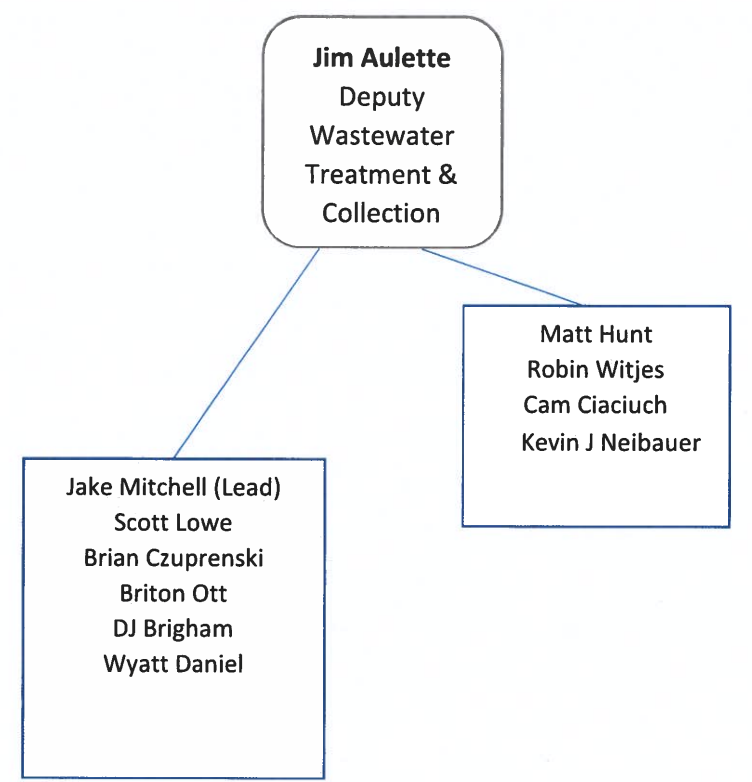 Jim Aulette
Deputy
Wastewater
Treatment &
Collection
Matt Hunt
Robin Witjes
Cam Ciaciuch
Kevin J Neibauer
Jake Mitchell (Lead)
Scott Lowe
Brian Czuprenski
Briton Ott
DJ Brigham
Wyatt Daniel